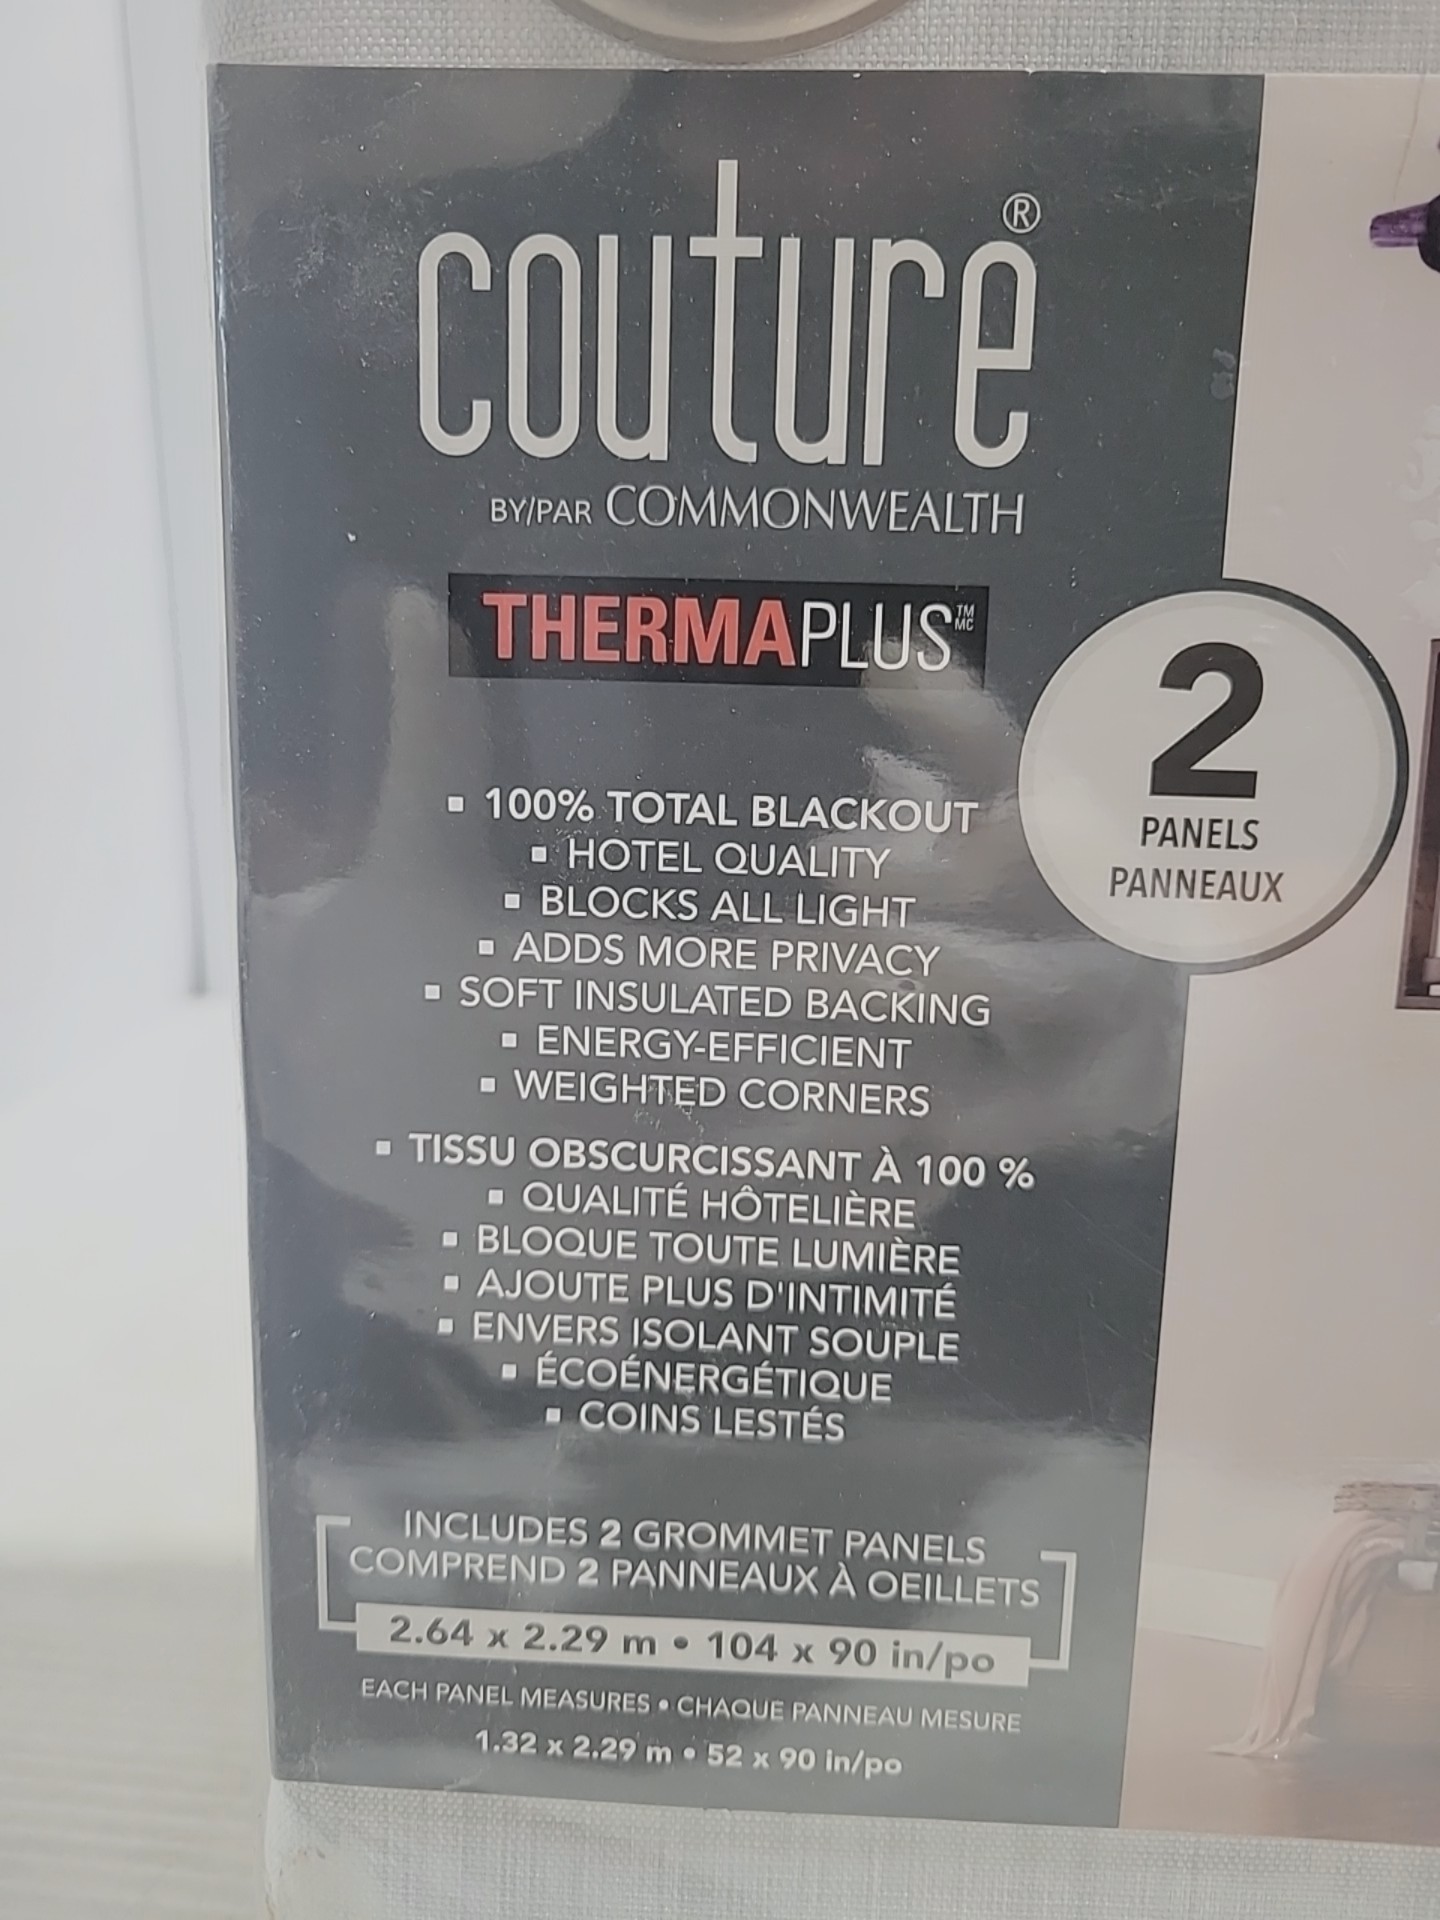 couture®
BY/PAR COMMONWEALTH
THERMAPLUS™ MC
2
PANELS
PANNEAUX
▪ 100% TOTAL BLACKOUT
▪ HOTEL QUALITY
▪ BLOCKS ALL LIGHT
▪ ADDS MORE PRIVACY
▪ SOFT INSULATED BACKING
▪ ENERGY-EFFICIENT
▪ WEIGHTED CORNERS
▪ TISSU OBSCURCISSANT À 100 %
▪ QUALITÉ HÔTELIÈRE
▪ BLOQUE TOUTE LUMIÈRE
▪ AJOUTE PLUS D'INTIMITÉ
▪ ENVERS ISOLANT SOUPLE
▪ ÉCOÉNERGÉTIQUE
▪ COINS LESTÉS
INCLUDES 2 GROMMET PANELS
COMPREND 2 PANNEAUX À OEILLETS
2.64 x 2.29 m • 104 x 90 in/po
EACH PANEL MEASURES • CHAQUE PANNEAU MESURE
1.32 x 2.29 m • 52 x 90 in/po